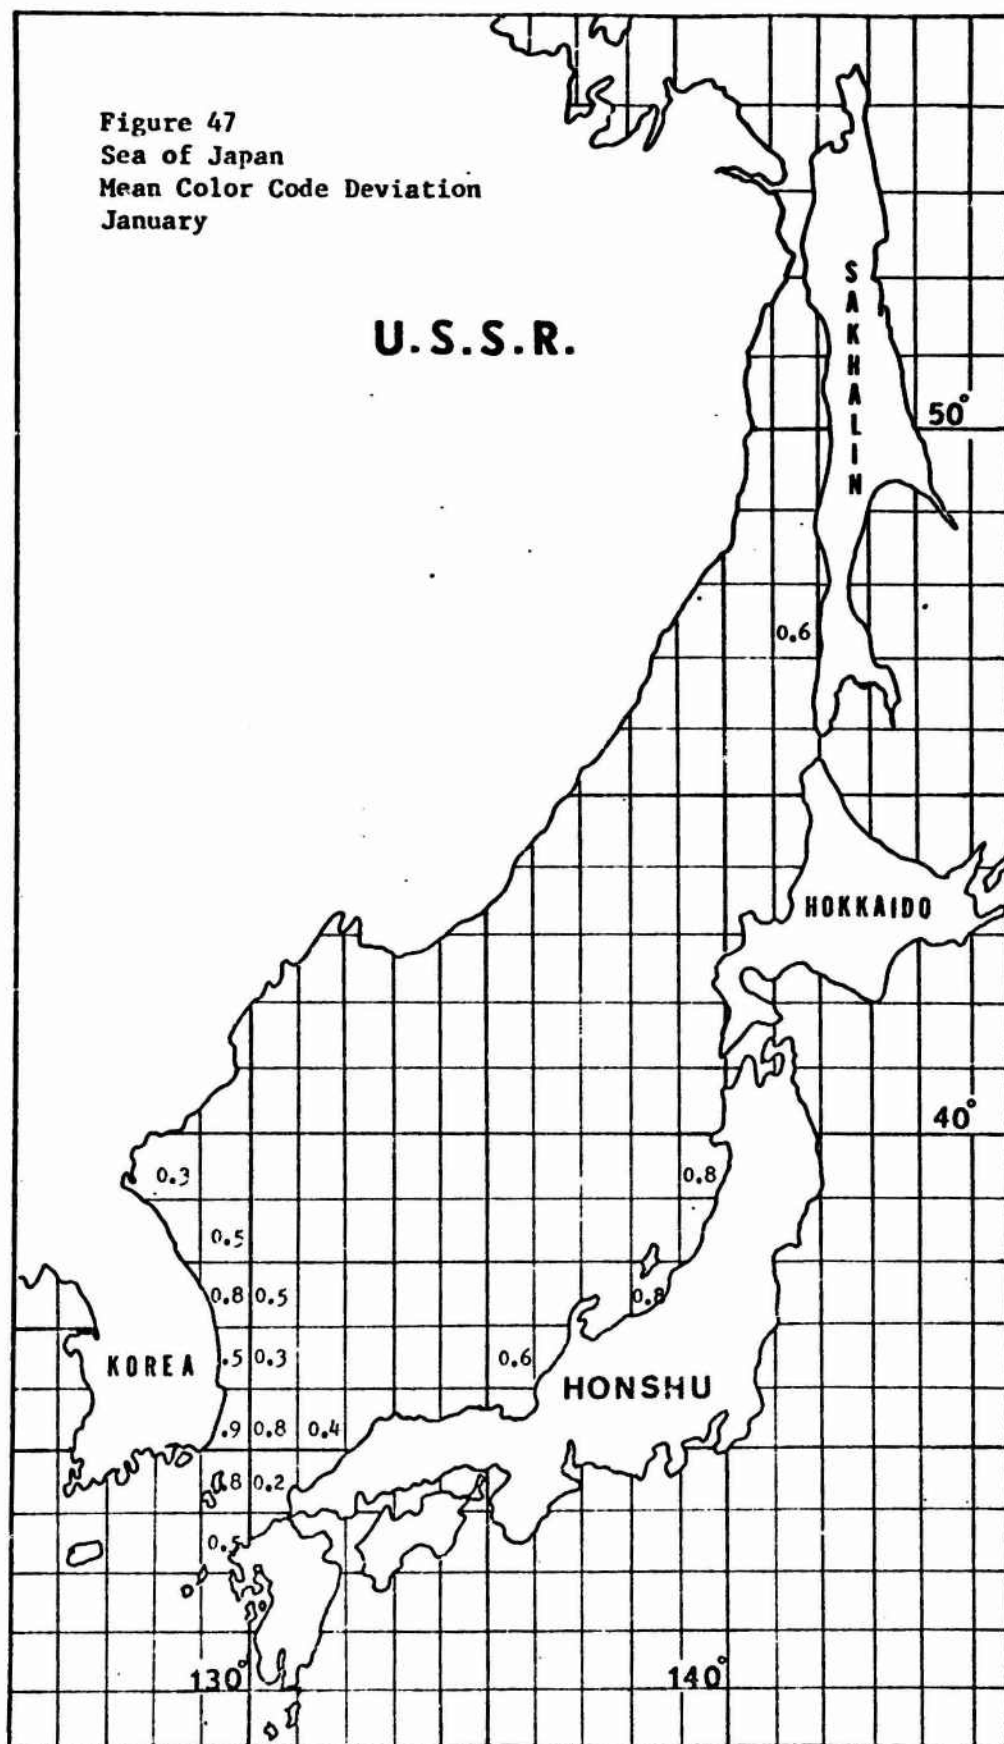 Figure 47
Sea of Japan
Mean Color Code Deviation
January
U.S.S.R.
SAKHALIN
50°
0.6
HOKKAIDO
40°
0.3
0.8
0.5
0.8 0.5
0.8
KOREA
.5 0.3
0.6
HONSHU
.9 0.8 0.4
.8 0.2
0.5
130°
140°